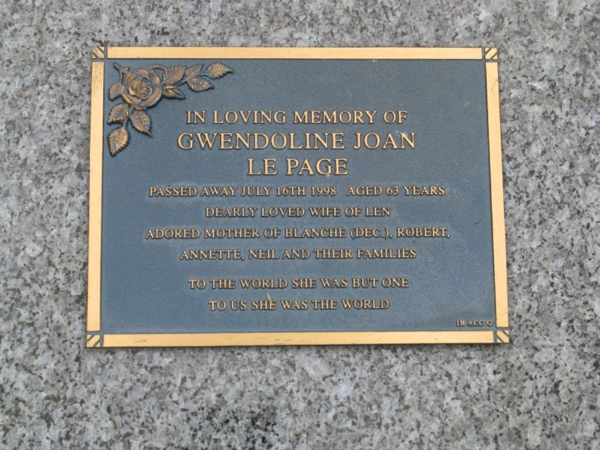 IN LOVING MEMORY OF
GWENDOLINE JOAN
LE PAGE
PASSED AWAY JULY 16TH 1998 AGED 63 YEARS
DEARLY LOVED WIFE OF LEN
ADORED MOTHER OF BLANCHE (DEC.), ROBERT,
ANNETTE, NEIL AND THEIR FAMILIES
TO THE WORLD SHE WAS BUT ONE
TO US SHE WAS THE WORLD
ACC C